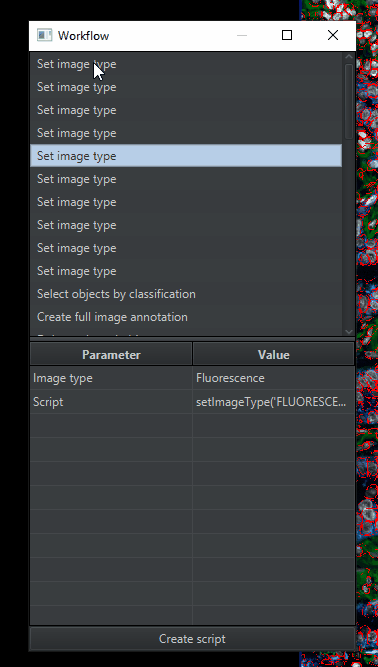 Workflow
Set image type
Set image type
Set image type
Set image type
Set image type
Set image type
Set image type
Set image type
Set image type
Set image type
Select objects by classification
Create full image annotation
Parameter Value
Image type Fluorescence
Script setImageType('FLUORESCE...
Create script